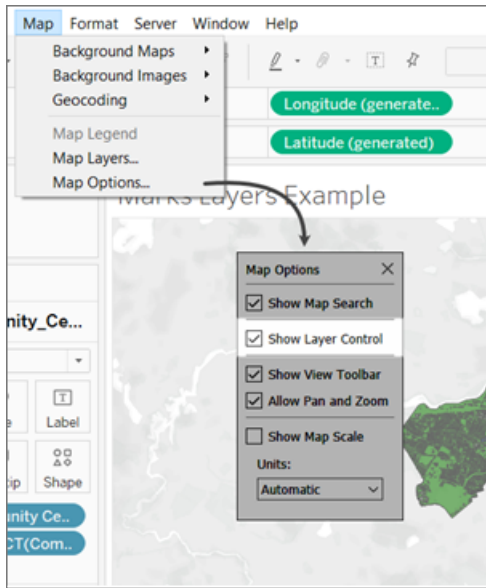 Map Format Server Window Help
Background Maps
Background Images
Geocoding
Map Legend
Map Layers...
Map Options...
T
Longitude (generate..
Latitude (generated)
Marks Layers Example
Map Options
Show Map Search
Show Layer Control
Show View Toolbar
Allow Pan and Zoom
Show Map Scale
Units:
Automatic
nity_Ce...
T
Label
ip
Shape
unity Ce..
CT(Com..